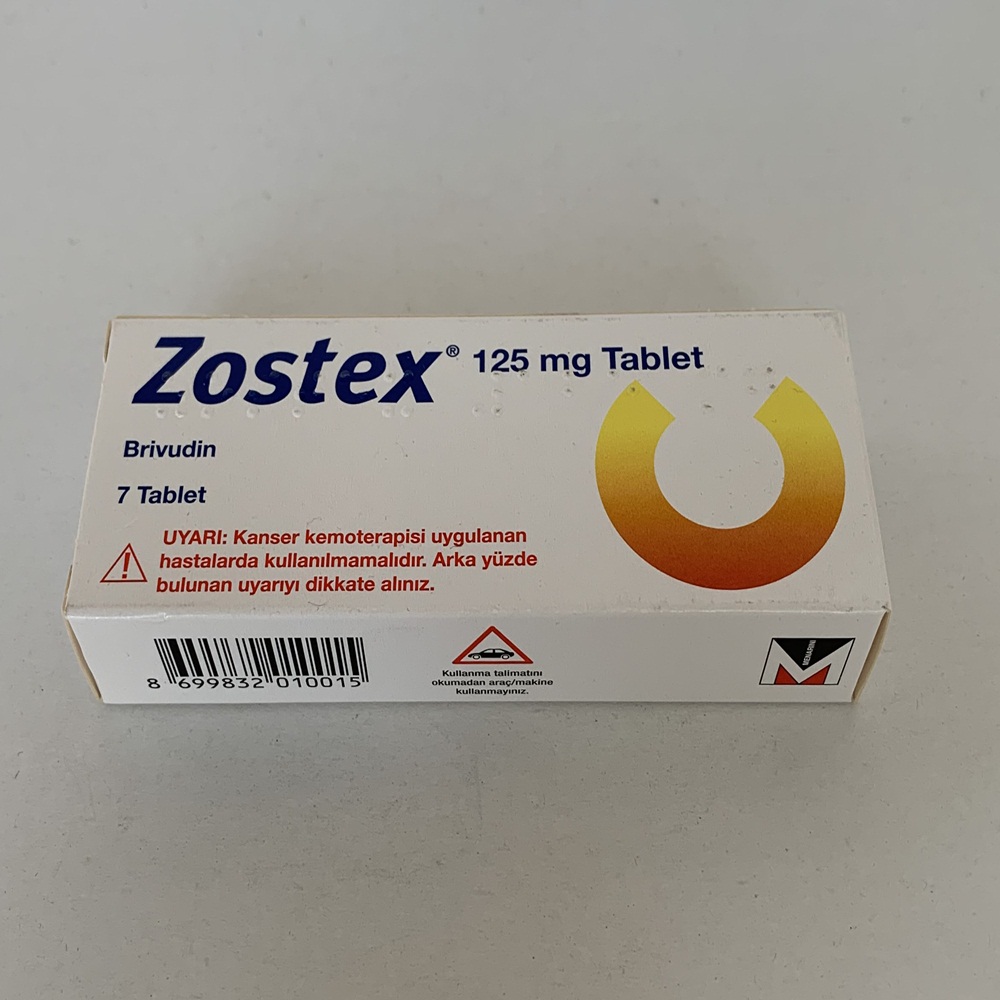 Zostex® 125 mg Tablet
Brivudin
7 Tablet
UYARI: Kanser kemoterapisi uygulanan
hastalarda kullanılmamalıdır. Arka yüzde
bulunan uyarıyı dikkate alınız.
8 699832 010015
Kullanma talimatını
okumadan araç/makine
kullanmayınız.
MENARINI